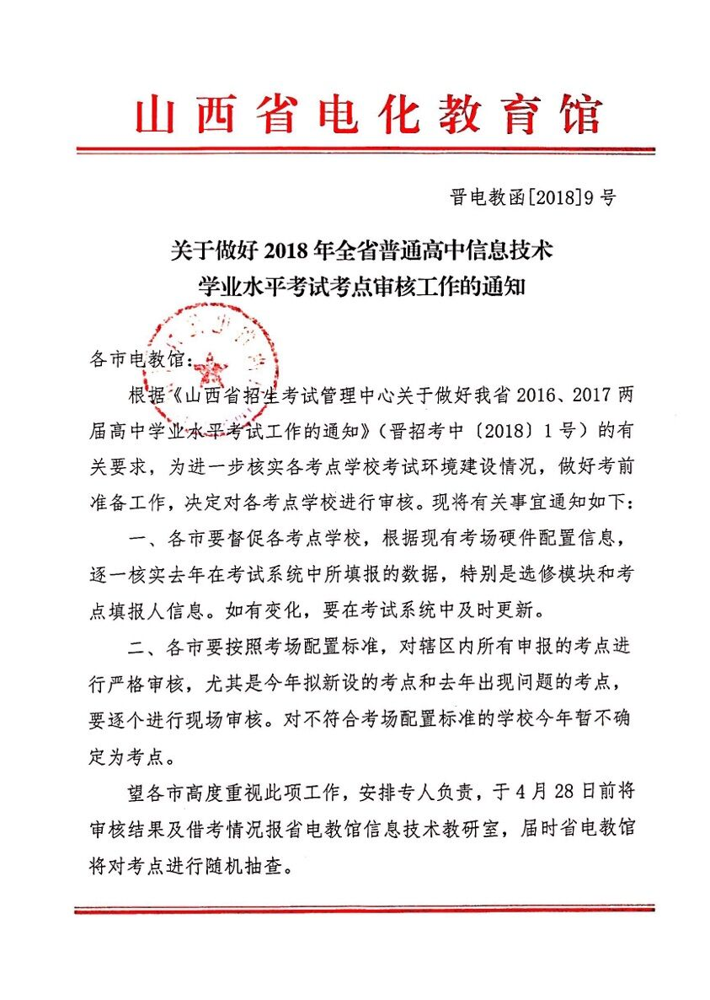 山西省电化教育馆
晋电教函[2018]9 号
关于做好 2018 年全省普通高中信息技术
学业水平考试考点审核工作的通知
各市电教馆：
根据《山西省招生考试管理中心关于做好我省 2016、2017 两
届高中学业水平考试工作的通知》（晋招考中〔2018〕1 号）的有
关要求，为进一步核实各考点学校考试环境建设情况，做好考前
准备工作，决定对各考点学校进行审核。现将有关事宜通知如下：
一、各市要督促各考点学校，根据现有考场硬件配置信息，
逐一核实去年在考试系统中所填报的数据，特别是选修模块和考
点填报人信息。如有变化，要在考试系统中及时更新。
二、各市要按照考场配置标准，对辖区内所有申报的考点进
行严格审核，尤其是今年拟新设的考点和去年出现问题的考点，
要逐个进行现场审核。对不符合考场配置标准的学校今年暂不确
定为考点。
望各市高度重视此项工作，安排专人负责，于 4 月 28 日前将
审核结果及借考情况报省电教馆信息技术教研室，届时省电教馆
将对考点进行随机抽查。